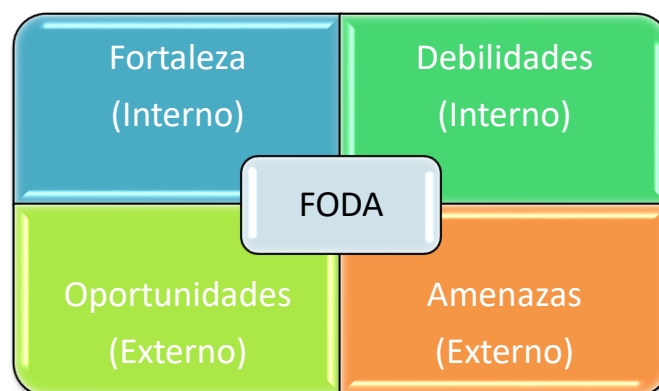 Fortaleza
(Interno)
Debilidades
(Interno)
FODA
Oportunidades
(Externo)
Amenazas
(Externo)